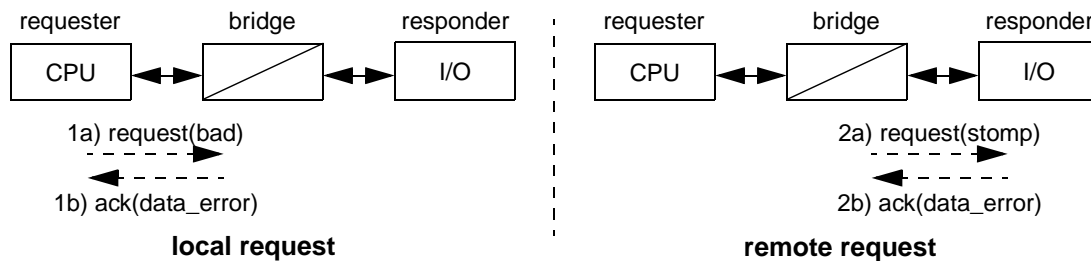 requester bridge responder
CPU I/O
1a) request(bad)
1b) ack(data_error)
local request
requester bridge responder
CPU I/O
2a) request(stomp)
2b) ack(data_error)
remote request